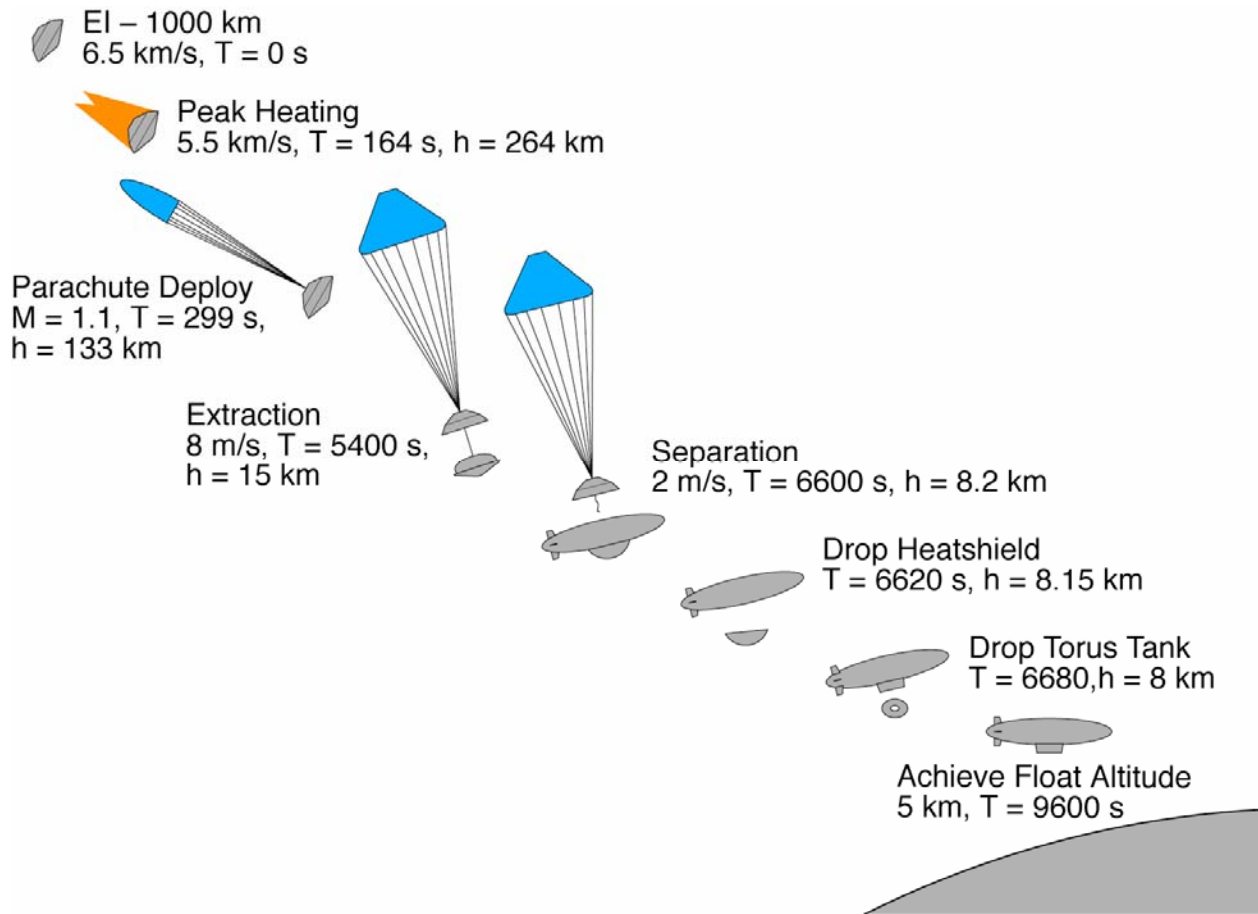 EI – 1000 km
6.5 km/s, T = 0 s
Peak Heating
5.5 km/s, T = 164 s, h = 264 km
Parachute Deploy
M = 1.1, T = 299 s,
h = 133 km
Extraction
8 m/s, T = 5400 s,
h = 15 km
Separation
2 m/s, T = 6600 s, h = 8.2 km
Drop Heatshield
T = 6620 s, h = 8.15 km
Drop Torus Tank
T = 6680,h = 8 km
Achieve Float Altitude
5 km, T = 9600 s